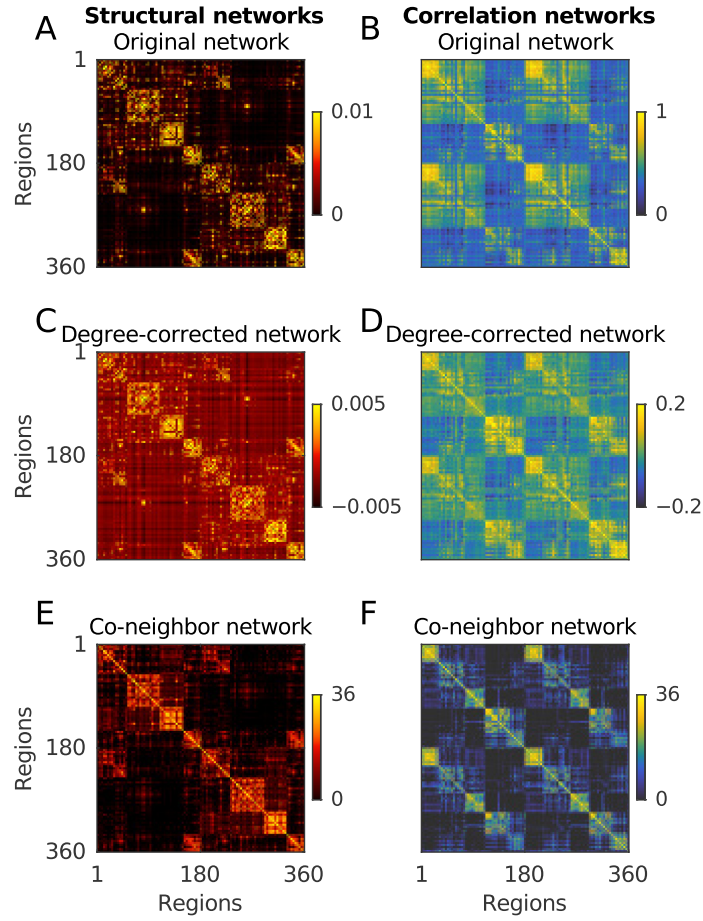 Structural networks
Correlation networks
A
Original network
B
Original network
1
180
360
Regions
0.01
0
1
0
C
Degree-corrected network
D
Degree-corrected network
1
180
360
Regions
0.005
−0.005
0.2
−0.2
E
Co-neighbor network
F
Co-neighbor network
1
180
360
Regions
36
0
36
0
1
180
360
1
180
360
Regions
Regions